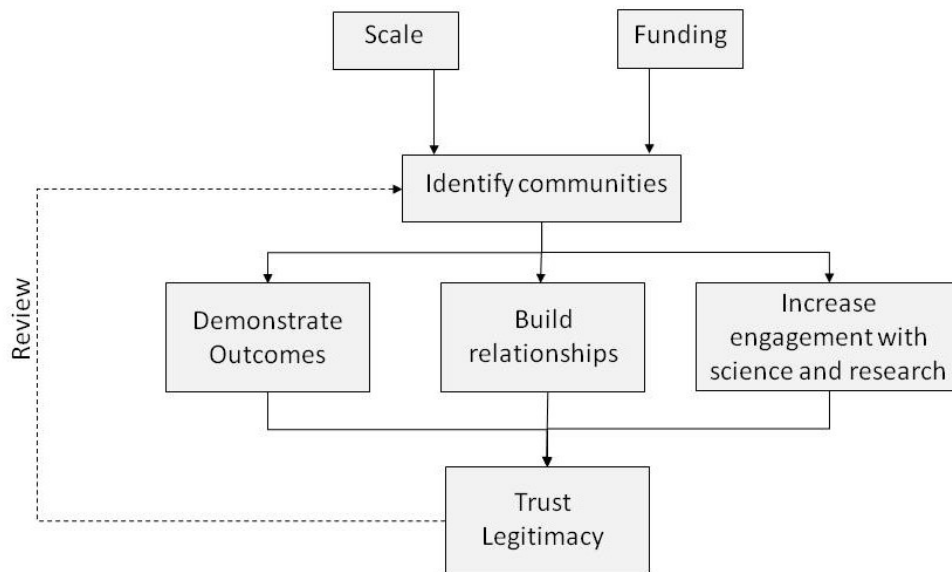 Scale
Funding
Identify communities
Review
Demonstrate
Outcomes
Build
relationships
Increase
engagement with
science and research
Trust
Legitimacy